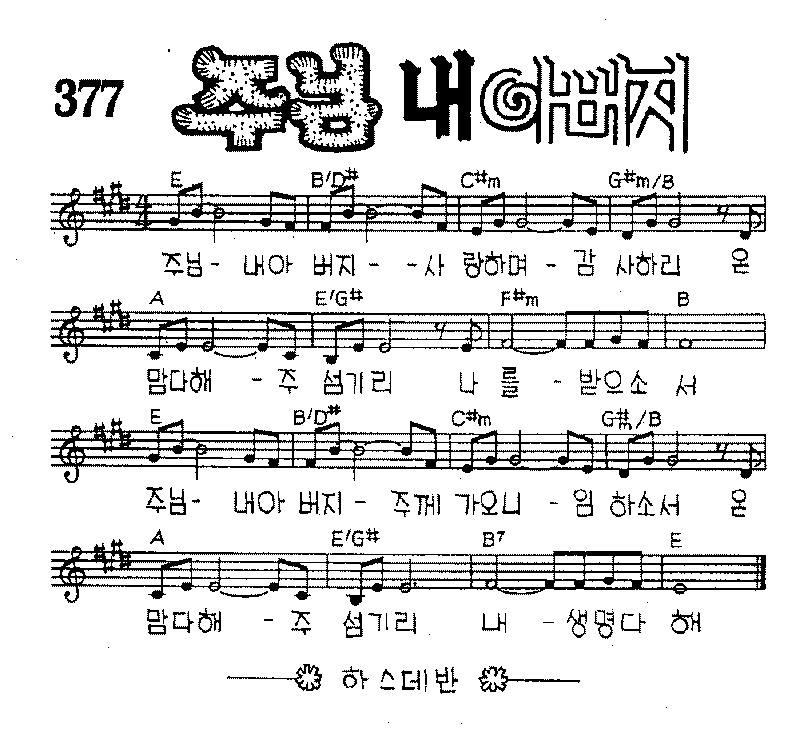 377 주님 내 아버지
E B/D# C#m G#m/B
주님- 내아 버지- -사 랑하며 - 감 사하리 온
A E/G# F#m B
맘다해 - 주 섬기리 나 를 - 받으소 서
E B/D# C#m G#m/B
주님- 내아 버지- 주께 가오니 - 임 하소서 온
A E/G# B7 E
맘다해 - 주 섬기리 내 - 생명다 해
하스데반